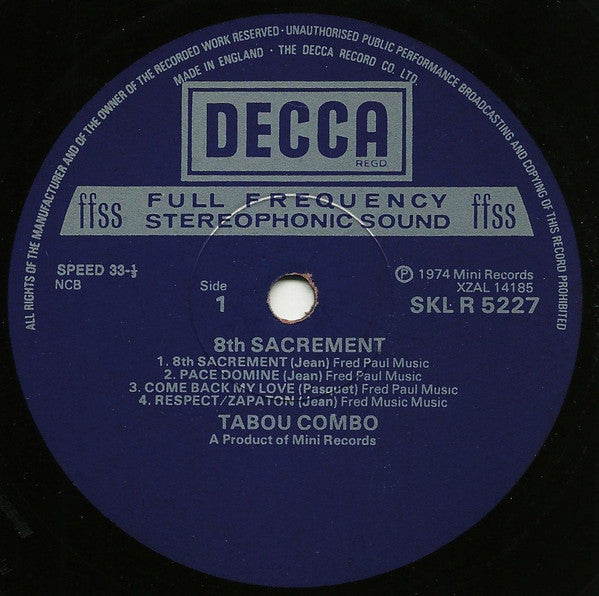 ALL RIGHTS OF THE MANUFACTURER AND OF THE OWNER OF THE RECORDED WORK RESERVED · UNAUTHORISED PUBLIC PERFORMANCE BROADCASTING AND COPYING OF THIS RECORD PROHIBITED
MADE IN ENGLAND · THE DECCA RECORD CO. LTD.
DECCA
REGD.
ffss FULL FREQUENCY ffss
STEREOPHONIC SOUND
SPEED 33-⅓
NCB
Side
1
Ⓟ 1974 Mini Records
XZAL 14185
SKL R 5227
8th SACREMENT
1. 8th SACREMENT (Jean) Fred Paul Music
2. PACE DOMINE (Jean) Fred Paul Music
3. COME BACK MY LOVE (Pasquet) Fred Paul Music
4. RESPECT/ZAPATON (Jean) Fred Music Music
TABOU COMBO
A Product of Mini Records